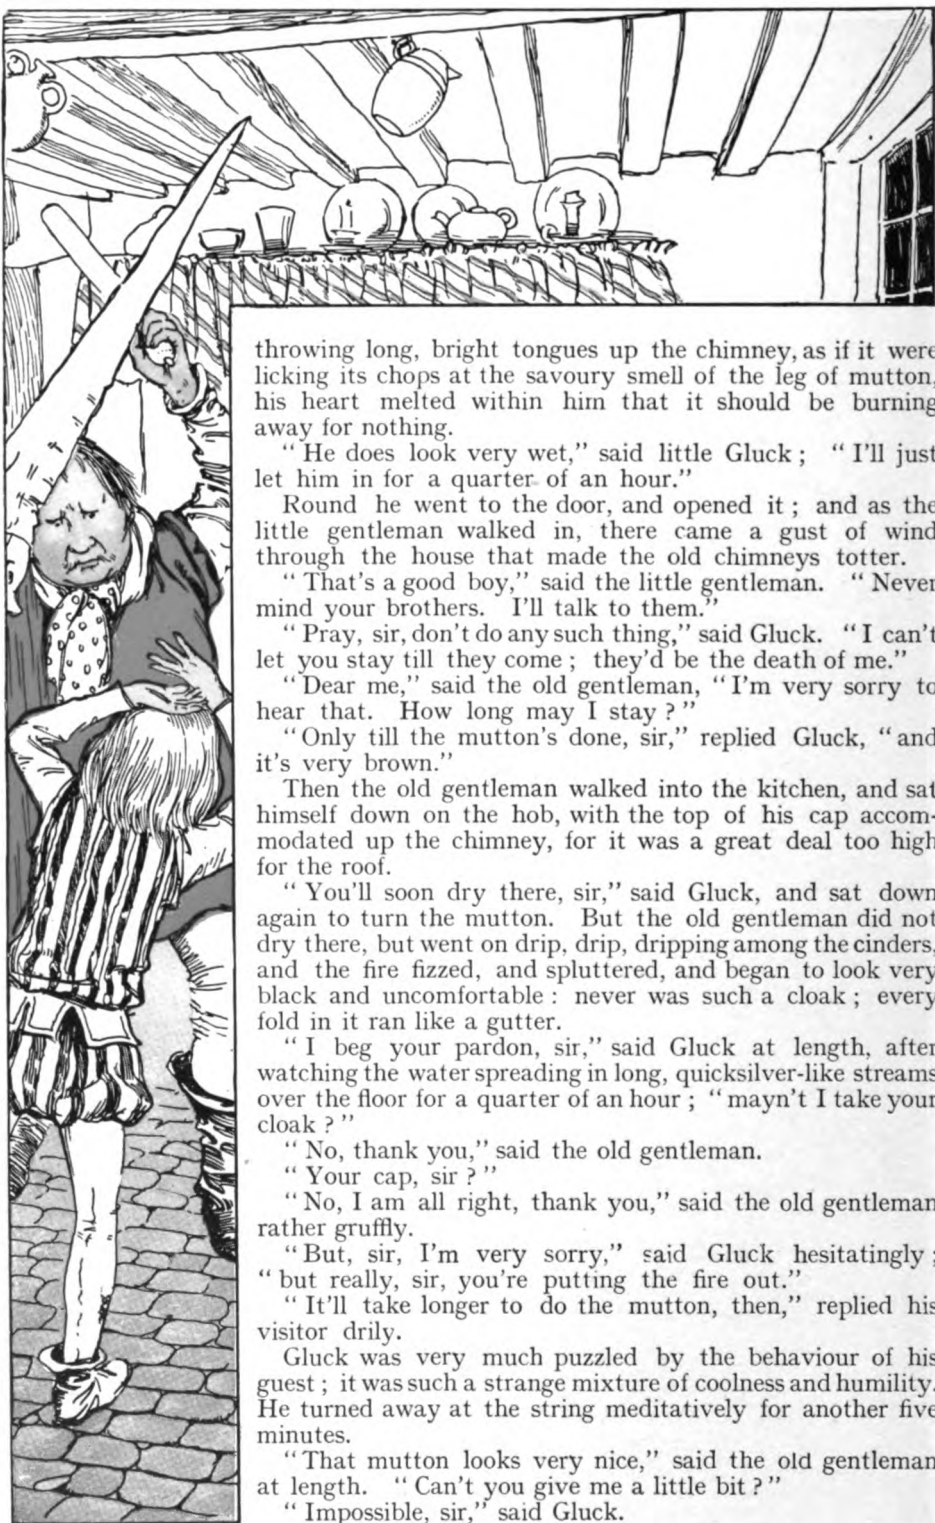 throwing long, bright tongues up the chimney, as if it were
licking its chops at the savoury smell of the leg of mutton,
his heart melted within him that it should be burning
away for nothing.
"He does look very wet," said little Gluck; "I'll just
let him in for a quarter of an hour."
Round he went to the door, and opened it; and as the
little gentleman walked in, there came a gust of wind
through the house that made the old chimneys totter.
"That's a good boy," said the little gentleman. "Never
mind your brothers. I'll talk to them."
"Pray, sir, don't do any such thing," said Gluck. "I can't
let you stay till they come; they'd be the death of me."
"Dear me," said the old gentleman, "I'm very sorry to
hear that. How long may I stay?"
"Only till the mutton's done, sir," replied Gluck, "and
it's very brown."
Then the old gentleman walked into the kitchen, and sat
himself down on the hob, with the top of his cap accom-
modated up the chimney, for it was a great deal too high
for the roof.
"You'll soon dry there, sir," said Gluck, and sat down
again to turn the mutton. But the old gentleman did not
dry there, but went on drip, drip, dripping among the cinders,
and the fire fizzed, and spluttered, and began to look very
black and uncomfortable: never was such a cloak; every
fold in it ran like a gutter.
"I beg your pardon, sir," said Gluck at length, after
watching the water spreading in long, quicksilver-like streams
over the floor for a quarter of an hour; "mayn't I take your
cloak?"
"No, thank you," said the old gentleman.
"Your cap, sir?"
"No, I am all right, thank you," said the old gentleman
rather gruffly.
"But, sir, I'm very sorry," said Gluck hesitatingly;
"but really, sir, you're putting the fire out."
"It'll take longer to do the mutton, then," replied his
visitor drily.
Gluck was very much puzzled by the behaviour of his
guest; it was such a strange mixture of coolness and humility.
He turned away at the string meditatively for another five
minutes.
"That mutton looks very nice," said the old gentleman
at length. "Can't you give me a little bit?"
"Impossible, sir," said Gluck.